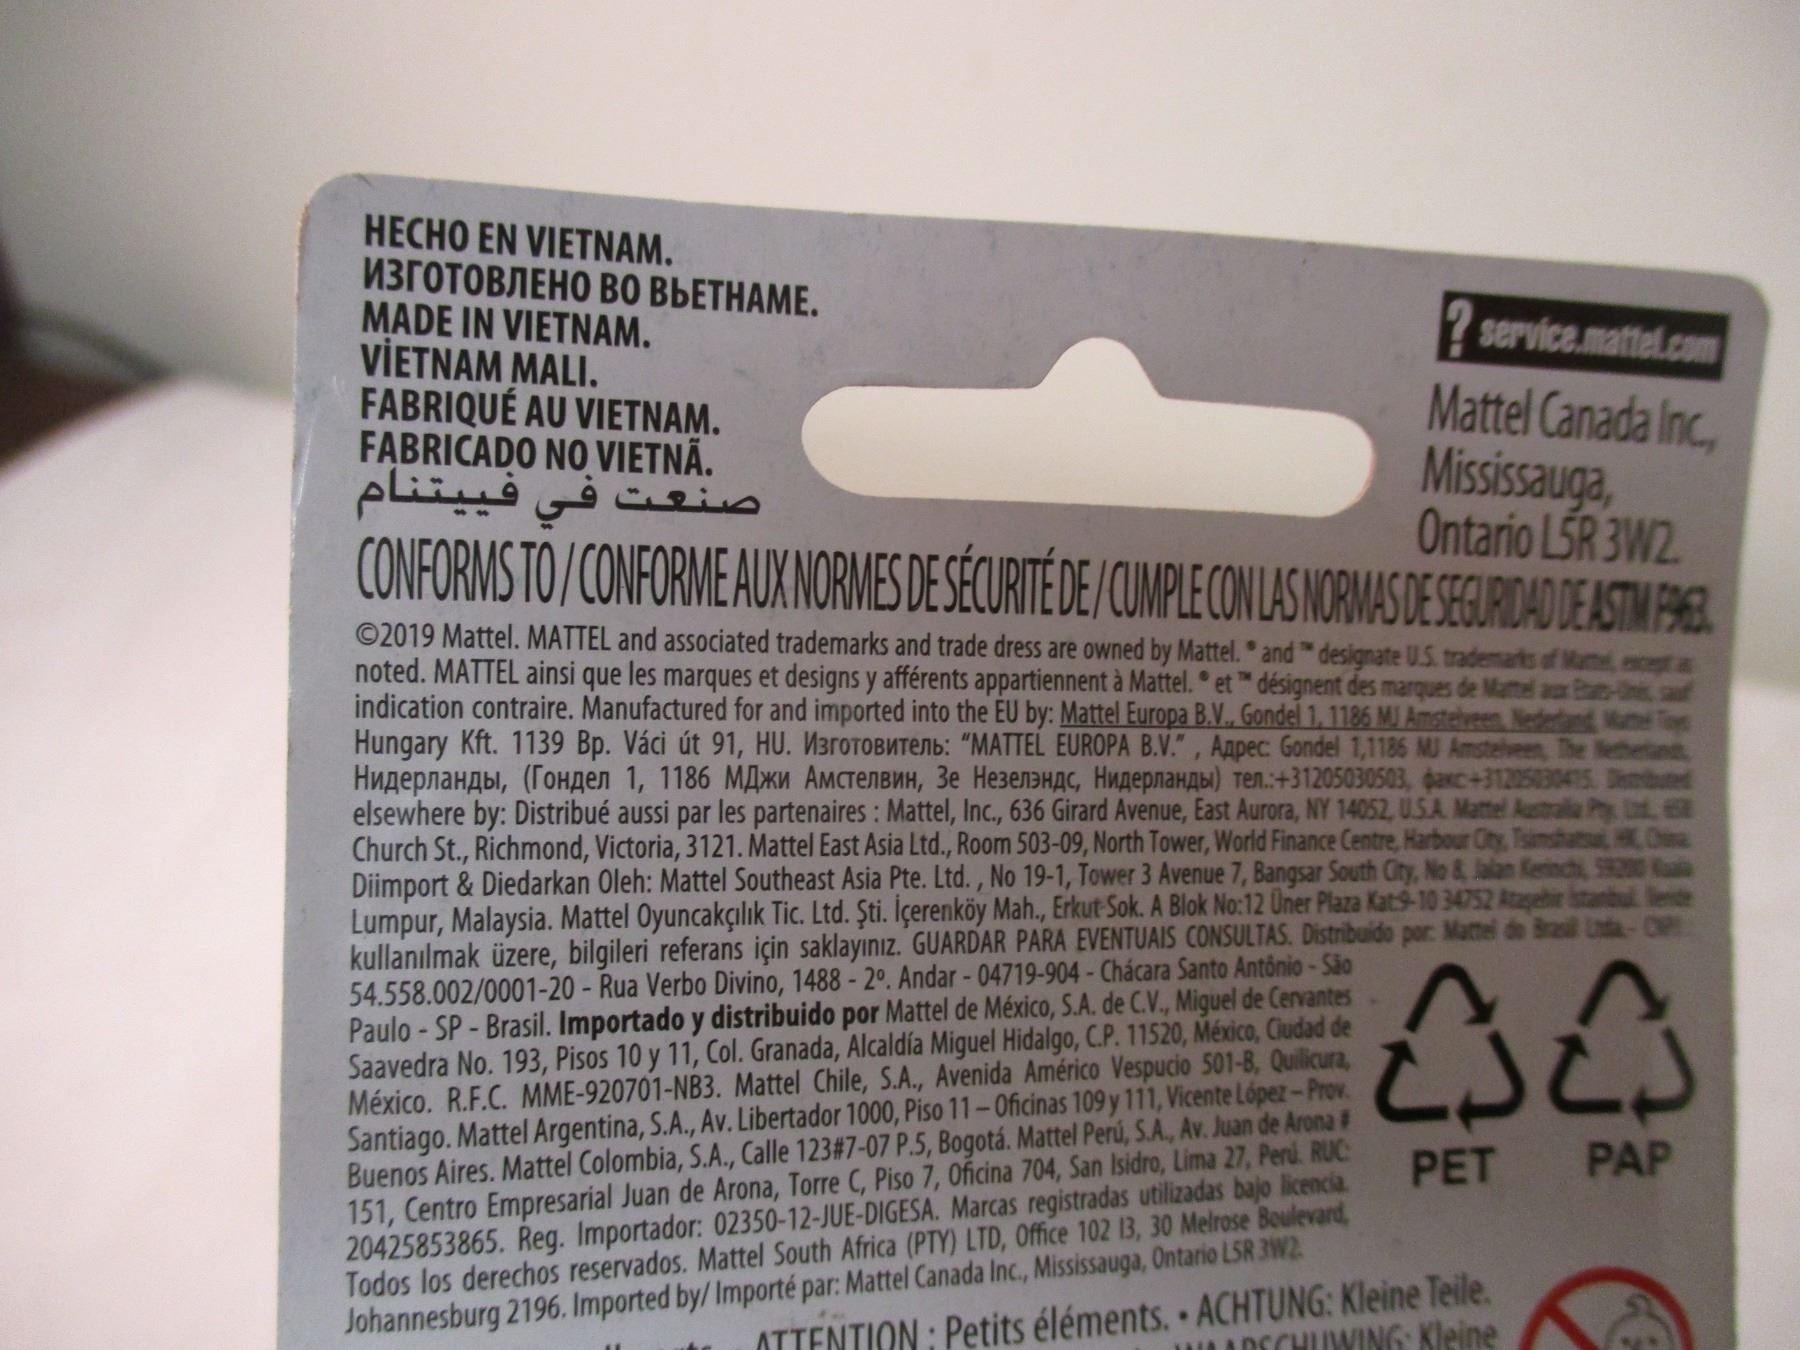 HECHO EN VIETNAM.
ИЗГОТОВЛЕНО ВО ВЬЕТНАМЕ.
MADE IN VIETNAM.
VİETNAM MALI.
FABRIQUÉ AU VIETNAM.
FABRICADO NO VIETNÃ.
صنعت في فييتنام
? service.mattel.com
Mattel Canada Inc.,
Mississauga,
Ontario L5R 3W2.
CONFORMS TO / CONFORME AUX NORMES DE SÉCURITÉ DE / CUMPLE CON LAS NORMAS DE SEGURIDAD DE ASTM F963.
©2019 Mattel. MATTEL and associated trademarks and trade dress are owned by Mattel. ® and ™ designate U.S. trademarks of Mattel, except as
noted. MATTEL ainsi que les marques et designs y afférents appartiennent à Mattel. ® et ™ désignent des marques de Mattel aux États-Unis, sauf
indication contraire. Manufactured for and imported into the EU by: Mattel Europa B.V., Gondel 1, 1186 MJ Amstelveen, Nederland. Mattel Toys
Hungary Kft. 1139 Bp. Váci út 91, HU. Изготовитель: “MATTEL EUROPA B.V.” , Адрес: Gondel 1,1186 MJ Amstelveen, The Netherlands,
Нидерланды, (Гондел 1, 1186 МДжи Амстелвин, Зе Незелэндс, Нидерланды) тел.:+31205030503, факс:+31205030415. Distributed
elsewhere by: Distribué aussi par les partenaires : Mattel, Inc., 636 Girard Avenue, East Aurora, NY 14052, U.S.A. Mattel Australia Pty. Ltd., 658
Church St., Richmond, Victoria, 3121. Mattel East Asia Ltd., Room 503-09, North Tower, World Finance Centre, Harbour City, Tsimshatsui, HK, China.
Diimport & Diedarkan Oleh: Mattel Southeast Asia Pte. Ltd. , No 19-1, Tower 3 Avenue 7, Bangsar South City, No 8, Jalan Kerinchi, 59200 Kuala
Lumpur, Malaysia. Mattel Oyuncakçılık Tic. Ltd. Şti. İçerenköy Mah., Erkut Sok. A Blok No:12 Üner Plaza Kat:9-10 34752 Ataşehir İstanbul. İleride
kullanılmak üzere, bilgileri referans için saklayınız. GUARDAR PARA EVENTUAIS CONSULTAS. Distribuído por: Mattel do Brasil Ltda.- CNPJ :
54.558.002/0001-20 - Rua Verbo Divino, 1488 - 2º. Andar - 04719-904 - Chácara Santo Antônio - São
Paulo - SP - Brasil. Importado y distribuido por Mattel de México, S.A. de C.V., Miguel de Cervantes
Saavedra No. 193, Pisos 10 y 11, Col. Granada, Alcaldía Miguel Hidalgo, C.P. 11520, México, Ciudad de
México. R.F.C. MME-920701-NB3. Mattel Chile, S.A., Avenida Américo Vespucio 501-B, Quilicura,
Santiago. Mattel Argentina, S.A., Av. Libertador 1000, Piso 11 – Oficinas 109 y 111, Vicente López – Prov.
Buenos Aires. Mattel Colombia, S.A., Calle 123#7-07 P.5, Bogotá. Mattel Perú, S.A., Av. Juan de Arona #
151, Centro Empresarial Juan de Arona, Torre C, Piso 7, Oficina 704, San Isidro, Lima 27, Perú. RUC:
20425853865. Reg. Importador: 02350-12-JUE-DIGESA. Marcas registradas utilizadas bajo licencia.
Todos los derechos reservados. Mattel South Africa (PTY) LTD, Office 102 I3, 30 Melrose Boulevard,
Johannesburg 2196. Imported by/ Importé par: Mattel Canada Inc., Mississauga, Ontario L5R 3W2.
PET
PAP
ATTENTION : Petits éléments. • ACHTUNG: Kleine Teile.
WAARSCHUWING: Kleine